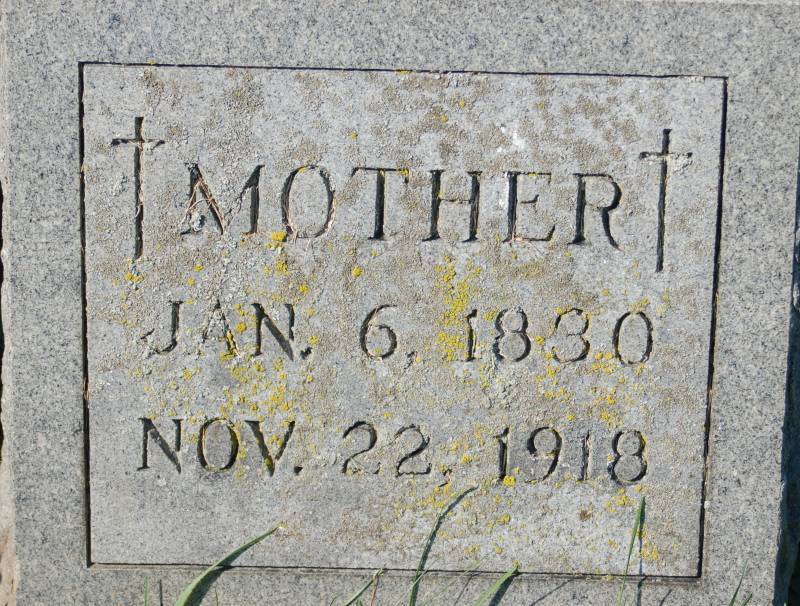 MOTHER
JAN. 6, 1830
NOV. 22, 1918